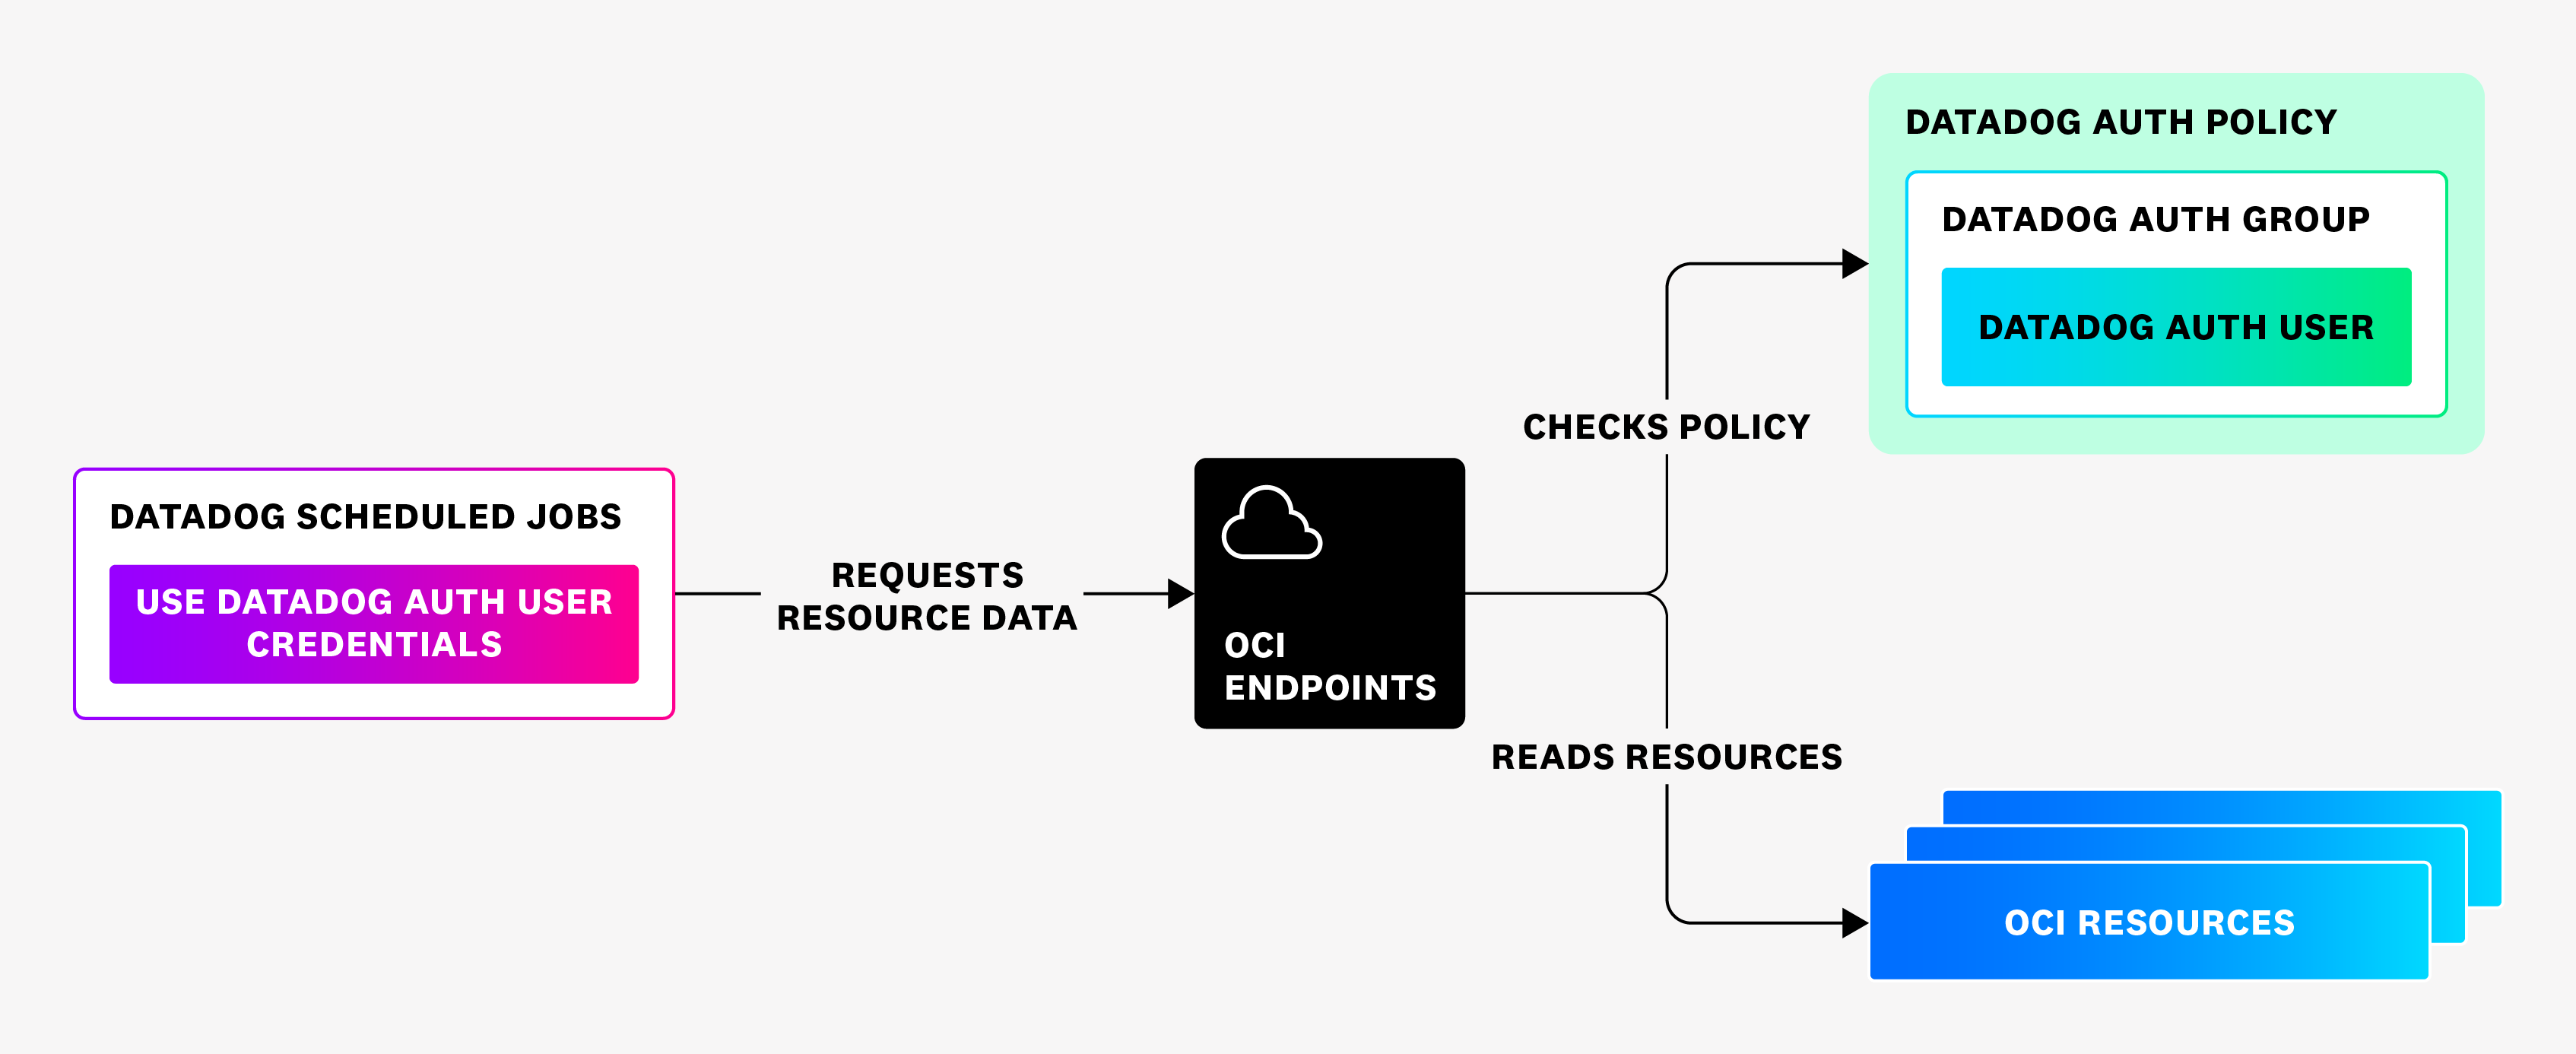 DATADOG SCHEDULED JOBS
USE DATADOG AUTH USER
CREDENTIALS
REQUESTS
RESOURCE DATA
OCI
ENDPOINTS
CHECKS POLICY
DATADOG AUTH POLICY
DATADOG AUTH GROUP
DATADOG AUTH USER
READS RESOURCES
OCI RESOURCES